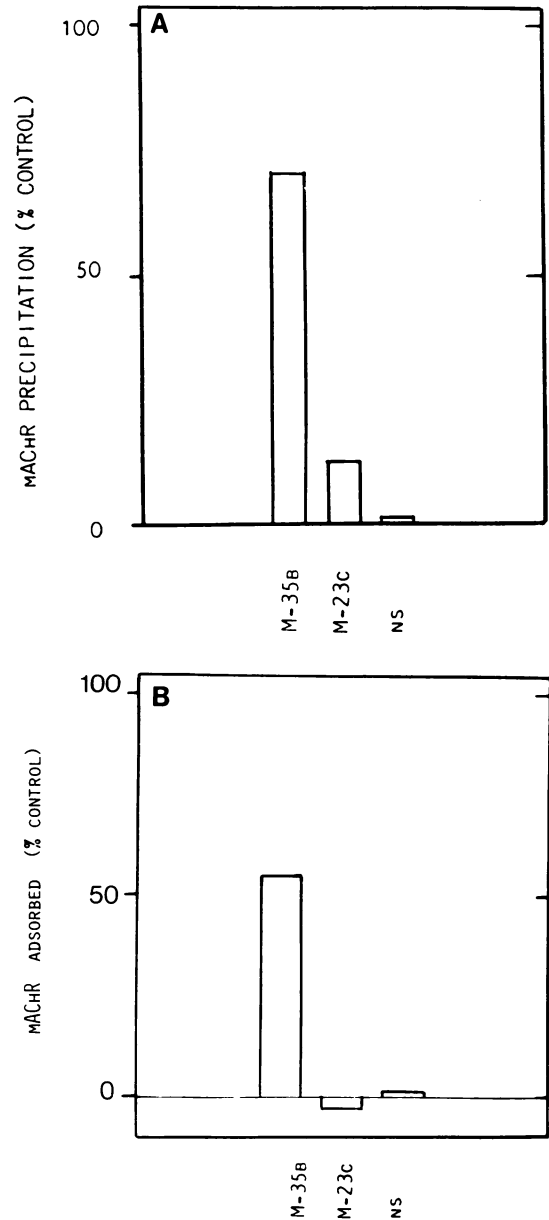 A
100
50
0
mACHR PRECIPITATION (% CONTROL)
M-35B
M-23C
NS
B
100
50
0
mACHR ADSORBED (% CONTROL)
M-35B
M-23C
NS